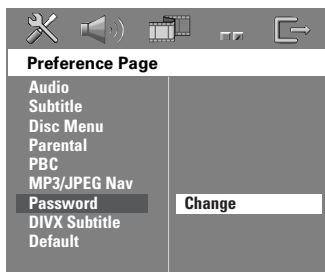 Preference Page
Audio
Subtitle
Disc Menu
Parental
PBC
MP3/JPEG Nav
Password
Change
DIVX Subtitle
Default